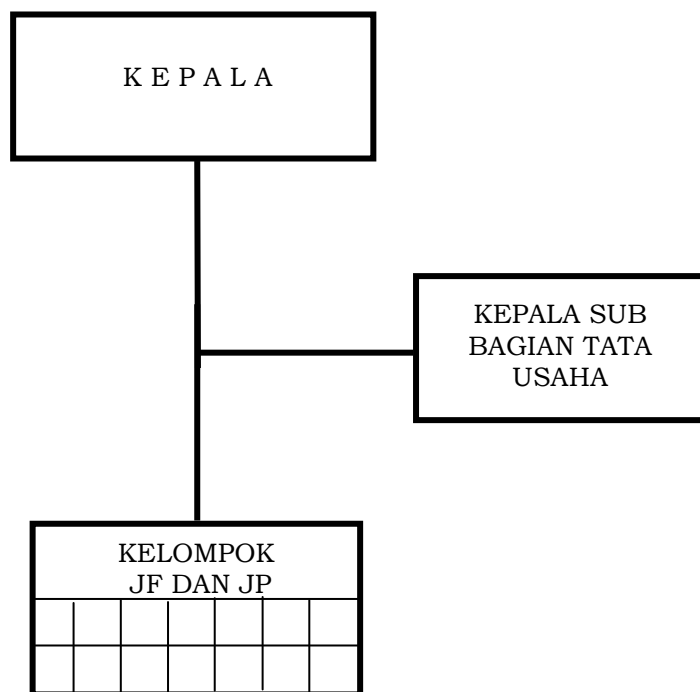 K E P A L A
KEPALA SUB
BAGIAN TATA
USAHA
KELOMPOK
JF DAN JP